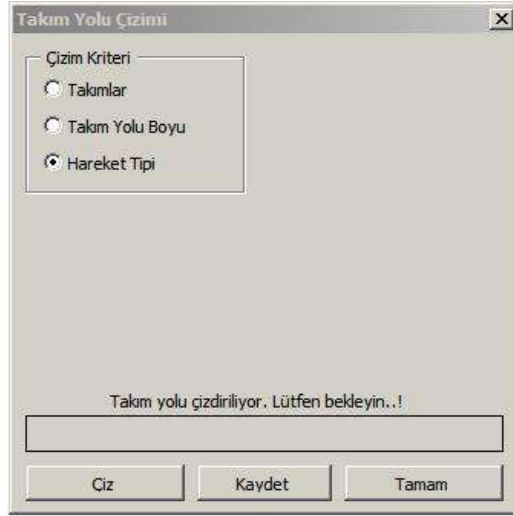 Takım Yolu Çizimi
Çizim Kriteri
Takımlar
Takım Yolu Boyu
Hareket Tipi
Takım yolu çizdiriliyor. Lütfen bekleyin..!
Çiz Kaydet Tamam